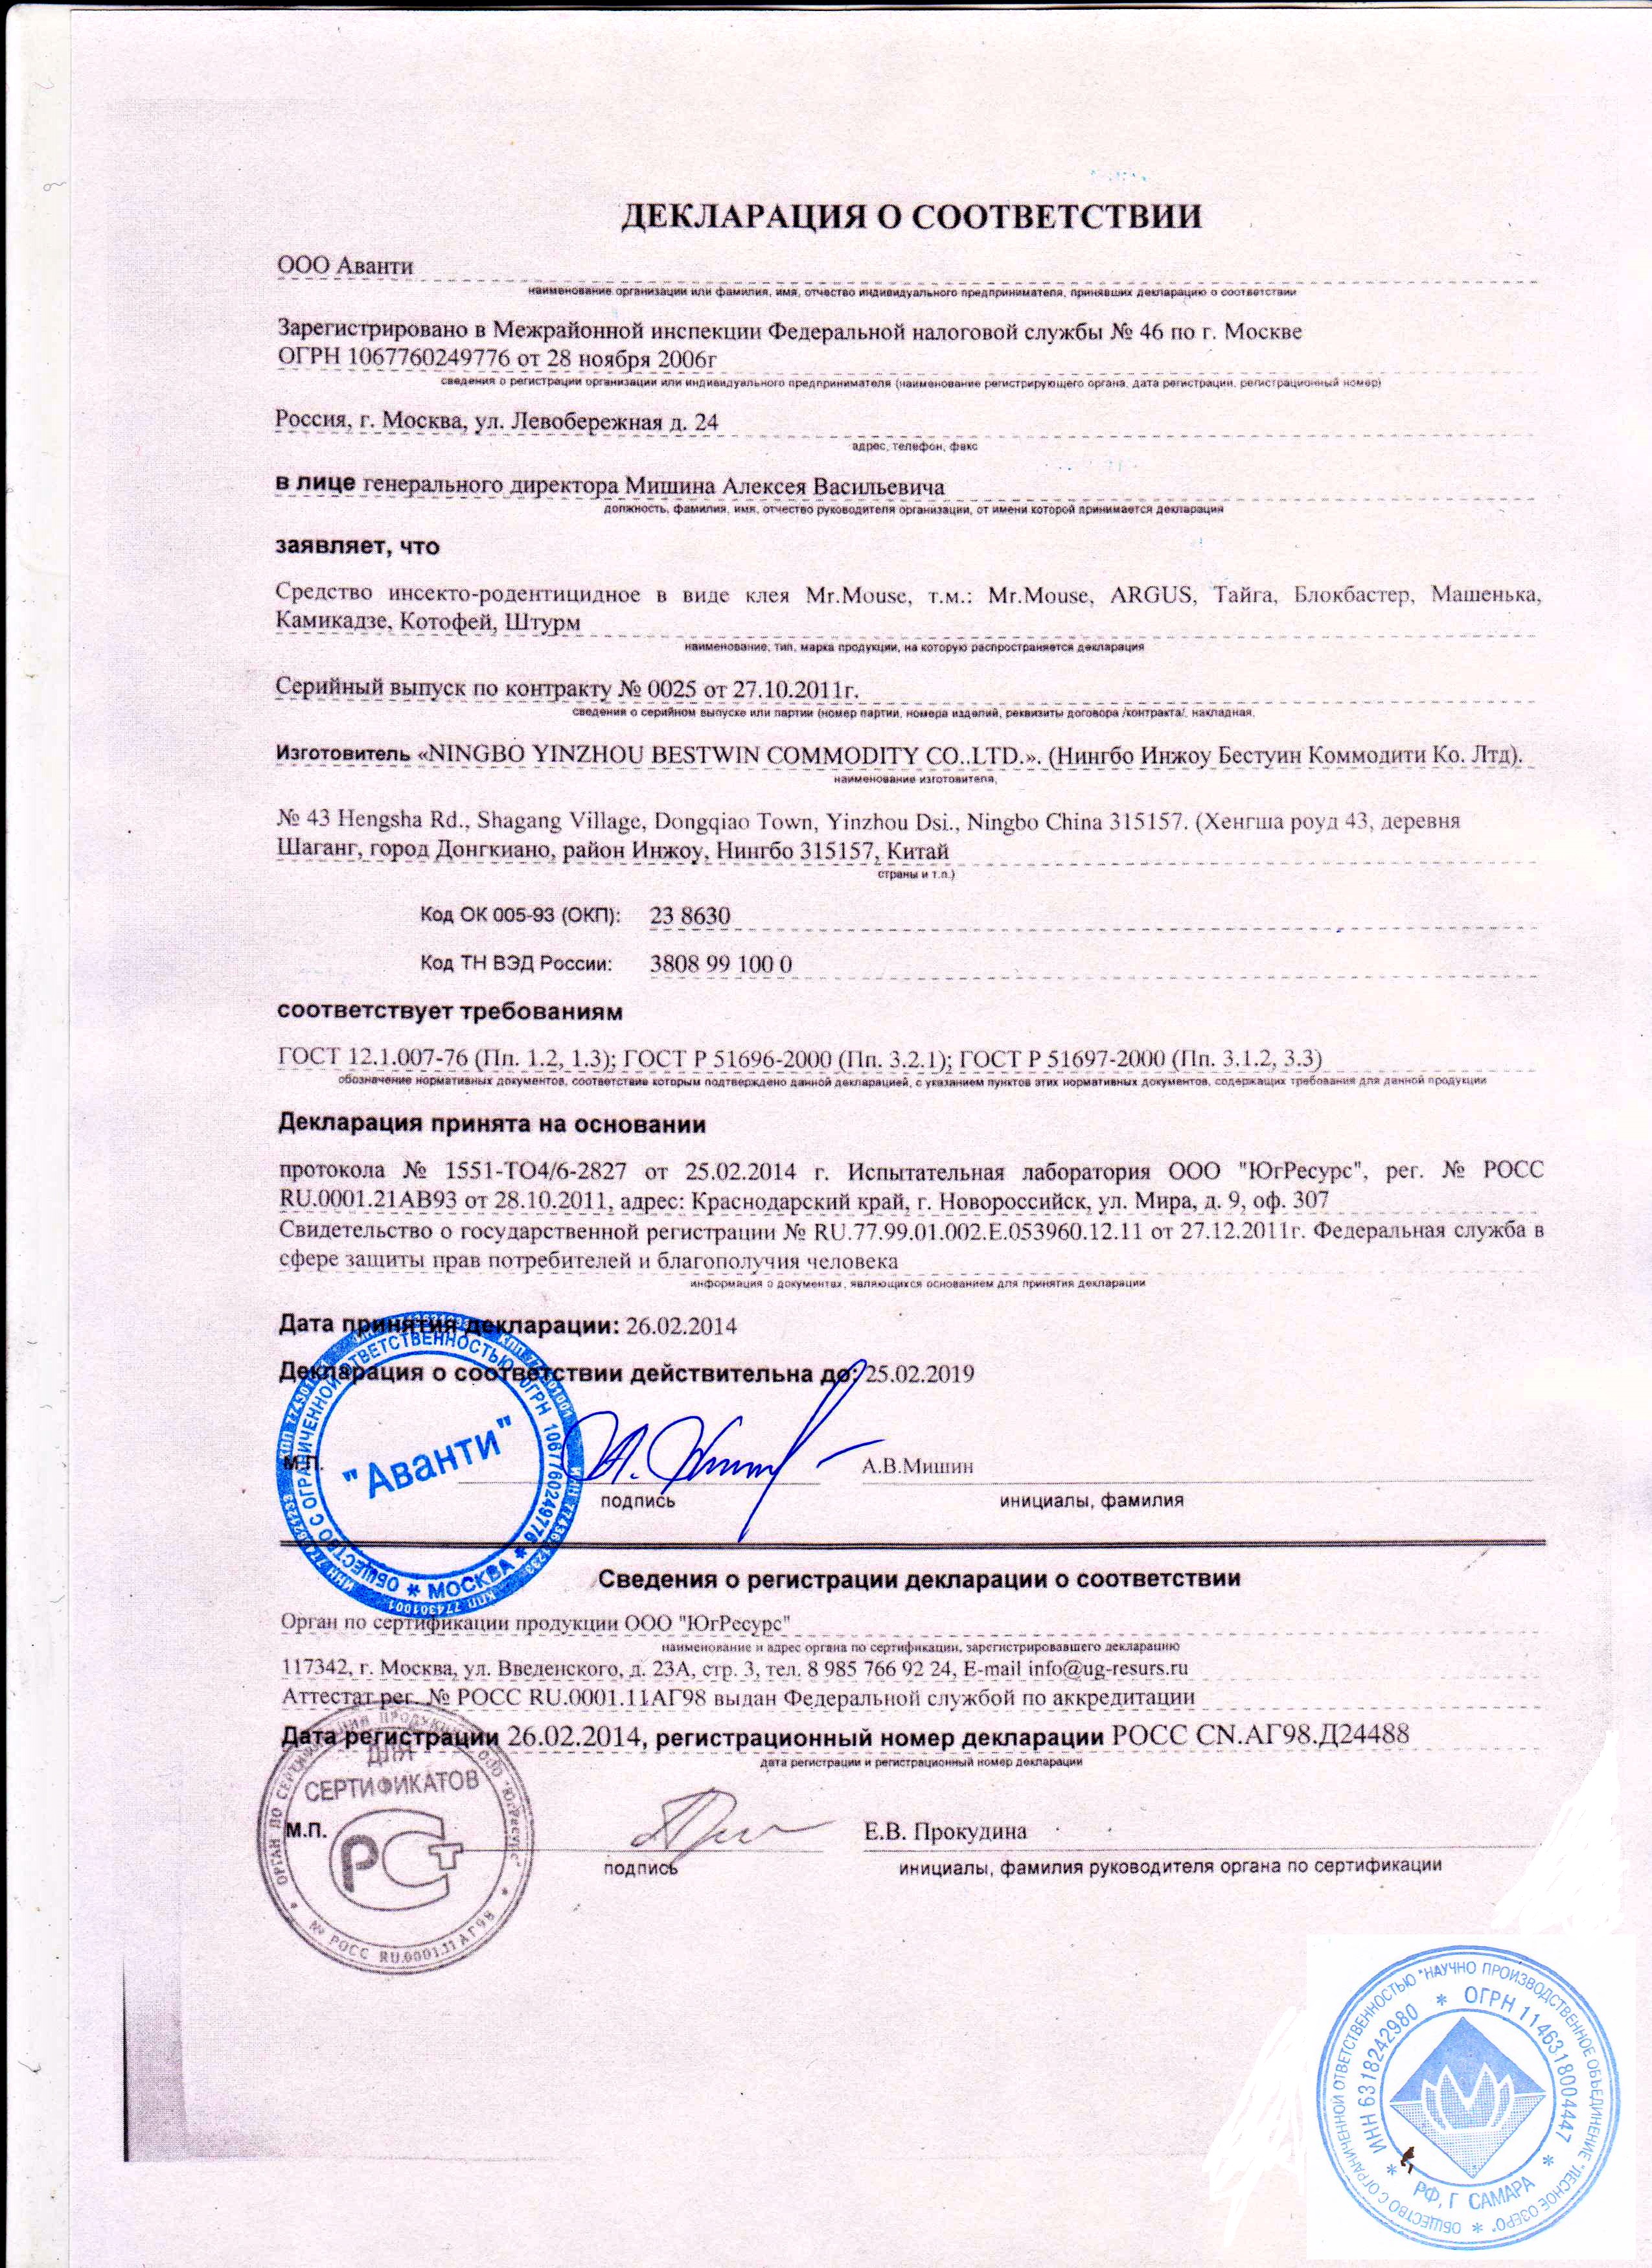 ДЕКЛАРАЦИЯ О СООТВЕТСТВИИ
ООО Аванти
наименование организации или фамилия, имя, отчество индивидуального предпринимателя, принявших декларацию о соответствии
Зарегистрировано в Межрайонной инспекции Федеральной налоговой службы № 46 по г. Москве
ОГРН 1067760249776 от 28 ноября 2006г
сведения о регистрации организации или индивидуального предпринимателя (наименование регистрирующего органа, дата регистрации, регистрационный номер)
Россия, г. Москва, ул. Левобережная д. 24
адрес, телефон, факс
в лице генерального директора Мишина Алексея Васильевича
должность, фамилия, имя, отчество руководителя организации, от имени которой принимается декларация
заявляет, что
Средство инсекто-родентицидное в виде клея Mr.Mouse, т.м.: Mr.Mouse, ARGUS, Тайга, Блокбастер, Машенька,
Камикадзе, Котофей, Штурм
наименование, тип, марка продукции, на которую распространяется декларация
Серийный выпуск по контракту № 0025 от 27.10.2011г.
сведения о серийном выпуске или партии (номер партии, номера изделий, реквизиты договора /контракта/, накладная,
Изготовитель «NINGBO YINZHOU BESTWIN COMMODITY CO..LTD.». (Нингбо Инжоу Бестуин Коммодити Ко. Лтд).
наименование изготовителя,
№ 43 Hengsha Rd., Shagang Village, Dongqiao Town, Yinzhou Dsi., Ningbo China 315157. (Хенгша роуд 43, деревня
Шаганг, город Донгкиано, район Инжоу, Нингбо 315157, Китай
страны и т.п.)
Код ОК 005-93 (ОКП): 23 8630
Код ТН ВЭД России: 3808 99 100 0
соответствует требованиям
ГОСТ 12.1.007-76 (Пп. 1.2, 1.3); ГОСТ Р 51696-2000 (Пп. 3.2.1); ГОСТ Р 51697-2000 (Пп. 3.1.2, 3.3)
обозначение нормативных документов, соответствие которым подтверждено данной декларацией, с указанием пунктов этих нормативных документов, содержащих требования для данной продукции
Декларация принята на основании
протокола № 1551-ТО4/6-2827 от 25.02.2014 г. Испытательная лаборатория ООО "ЮгРесурс", рег. № РОСС
RU.0001.21АВ93 от 28.10.2011, адрес: Краснодарский край, г. Новороссийск, ул. Мира, д. 9, оф. 307
Свидетельство о государственной регистрации № RU.77.99.01.002.Е.053960.12.11 от 27.12.2011г. Федеральная служба в
сфере защиты прав потребителей и благополучия человека
информация о документах, являющихся основанием для принятия декларации
Дата принятия декларации: 26.02.2014
Декларация о соответствии действительна до: 25.02.2019
ОБЩЕСТВО С ОГРАНИЧЕННОЙ ОТВЕТСТВЕННОСТЬЮ ОГРН 1067760249776 * МОСКВА *
"Аванти"
М.П. А.В.Мишин
подпись инициалы, фамилия
Сведения о регистрации декларации о соответствии
Орган по сертификации продукции ООО "ЮгРесурс"
наименование и адрес органа по сертификации, зарегистрировавшего декларацию
117342, г. Москва, ул. Введенского, д. 23А, стр. 3, тел. 8 985 766 92 24, E-mail info@ug-resurs.ru
Аттестат рег. № РОСС RU.0001.11АГ98 выдан Федеральной службой по аккредитации
Дата регистрации 26.02.2014, регистрационный номер декларации РОСС CN.АГ98.Д24488
дата регистрации и регистрационный номер декларации
ОРГАН ПО СЕРТИФИКАЦИИ ПРОДУКЦИИ ООО "ЮгРесурс"
ДЛЯ
СЕРТИФИКАТОВ
№ РОСС RU.0001.11АГ98
М.П. Е.В. Прокудина
подпись инициалы, фамилия руководителя органа по сертификации
ОБЩЕСТВО С ОГРАНИЧЕННОЙ ОТВЕТСТВЕННОСТЬЮ "НАУЧНО ПРОИЗВОДСТВЕННОЕ ОБЪЕДИНЕНИЕ "ЛЕСНОЕ ОЗЕРО" *
* ИНН 6318242980 * ОГРН 1146318004447 *
РФ, Г САМАРА